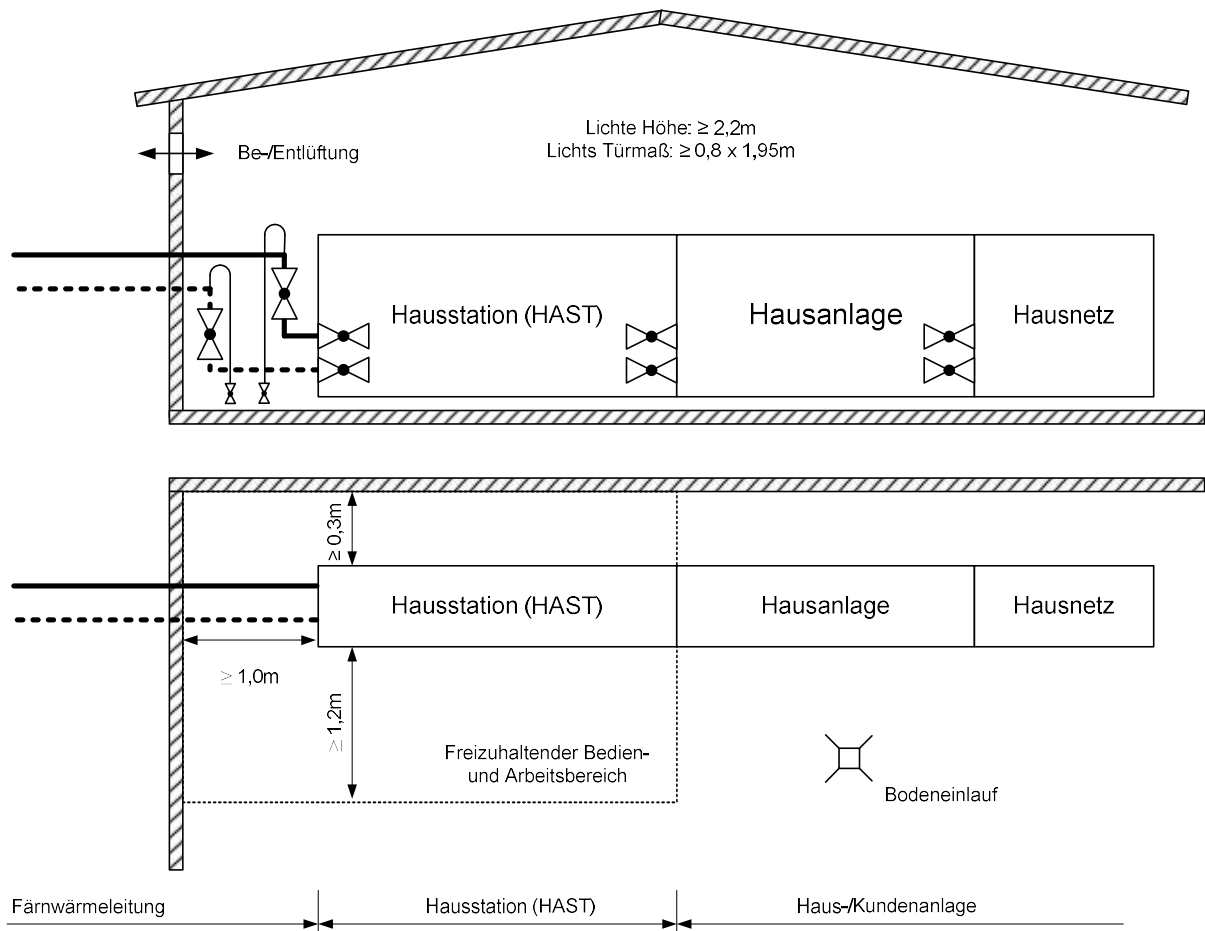 Lichte Höhe: ≥ 2,2m
Lichts Türmaß: ≥ 0,8 x 1,95m
Be-/Entlüftung
Hausstation (HAST)
Hausanlage
Hausnetz
≥ 0,3m
Hausstation (HAST)
Hausanlage
Hausnetz
≥ 1,0m
≥ 1,2m
Freizuhaltender Bedien-
und Arbeitsbereich
Bodeneinlauf
Färnwärmeleitung
Hausstation (HAST)
Haus-/Kundenanlage